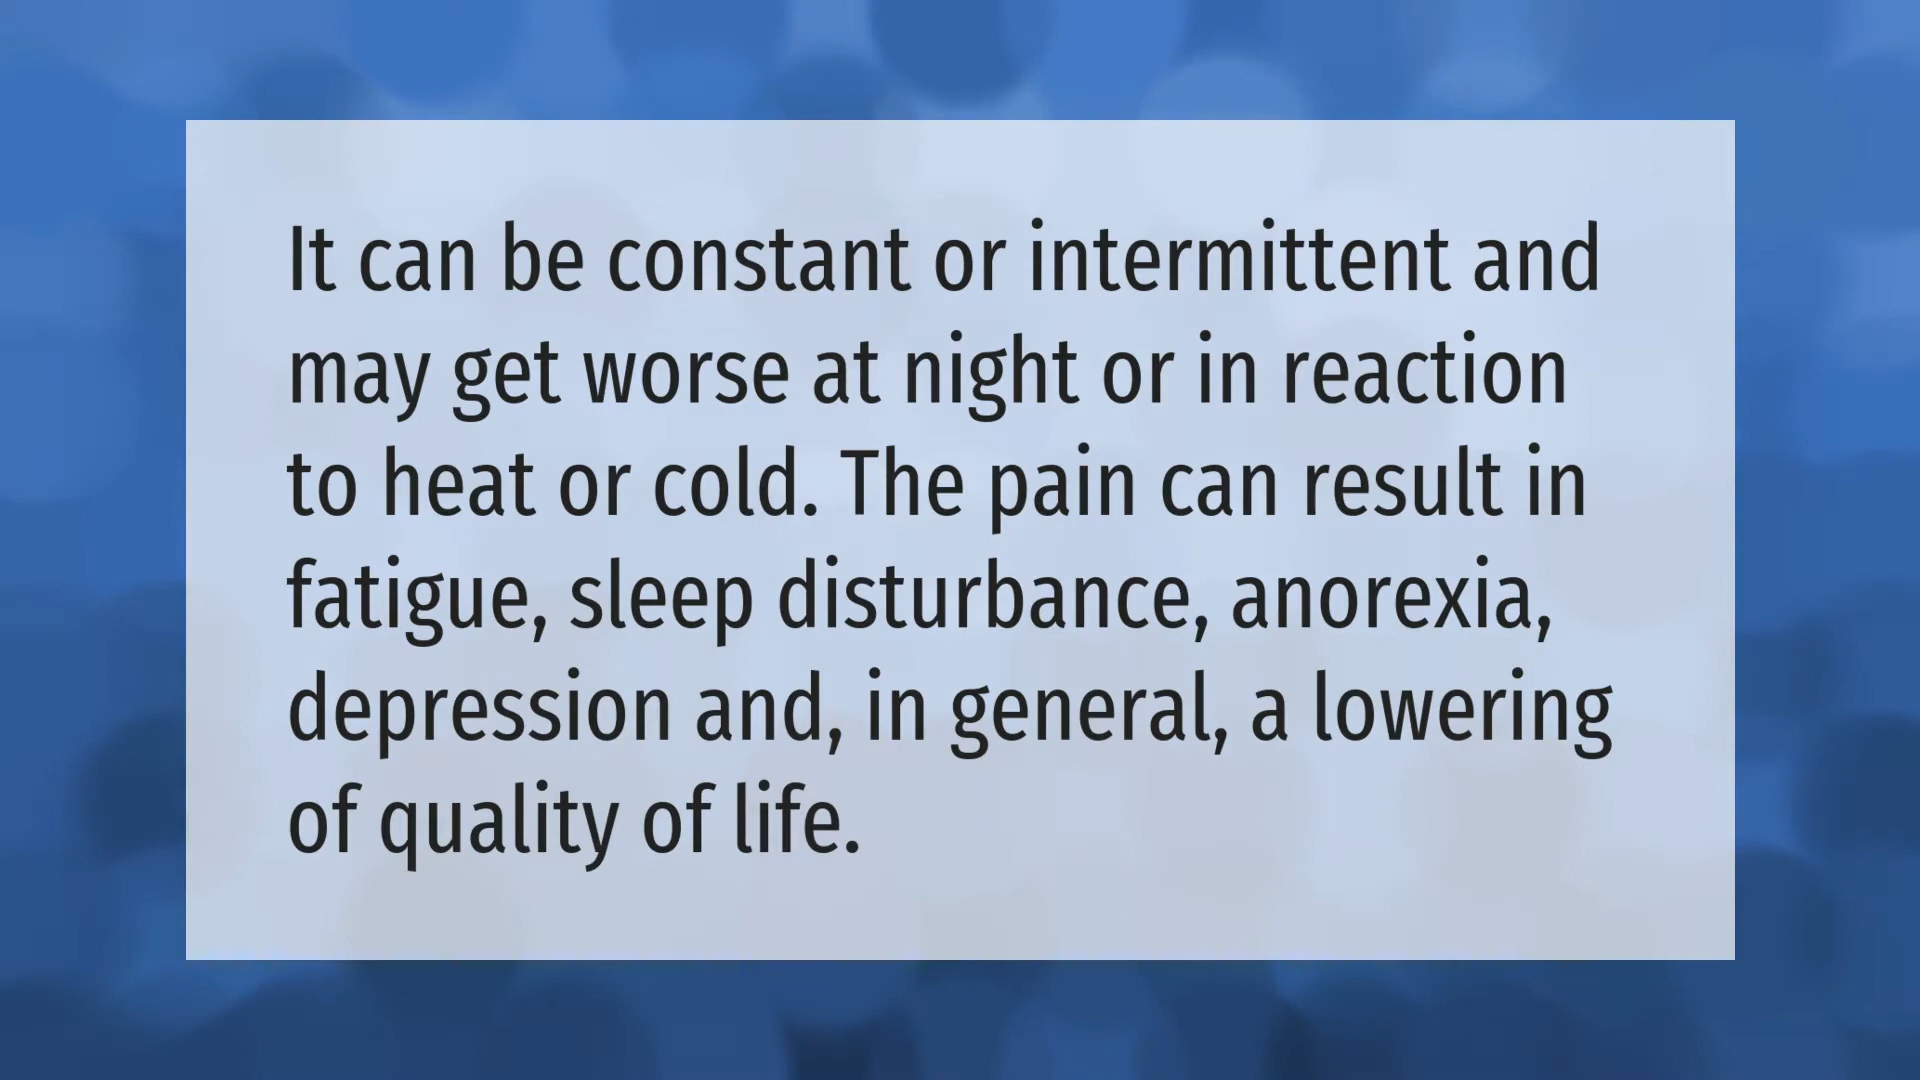 It can be constant or intermittent and
may get worse at night or in reaction
to heat or cold. The pain can result in
fatigue, sleep disturbance, anorexia,
depression and, in general, a lowering
of quality of life.